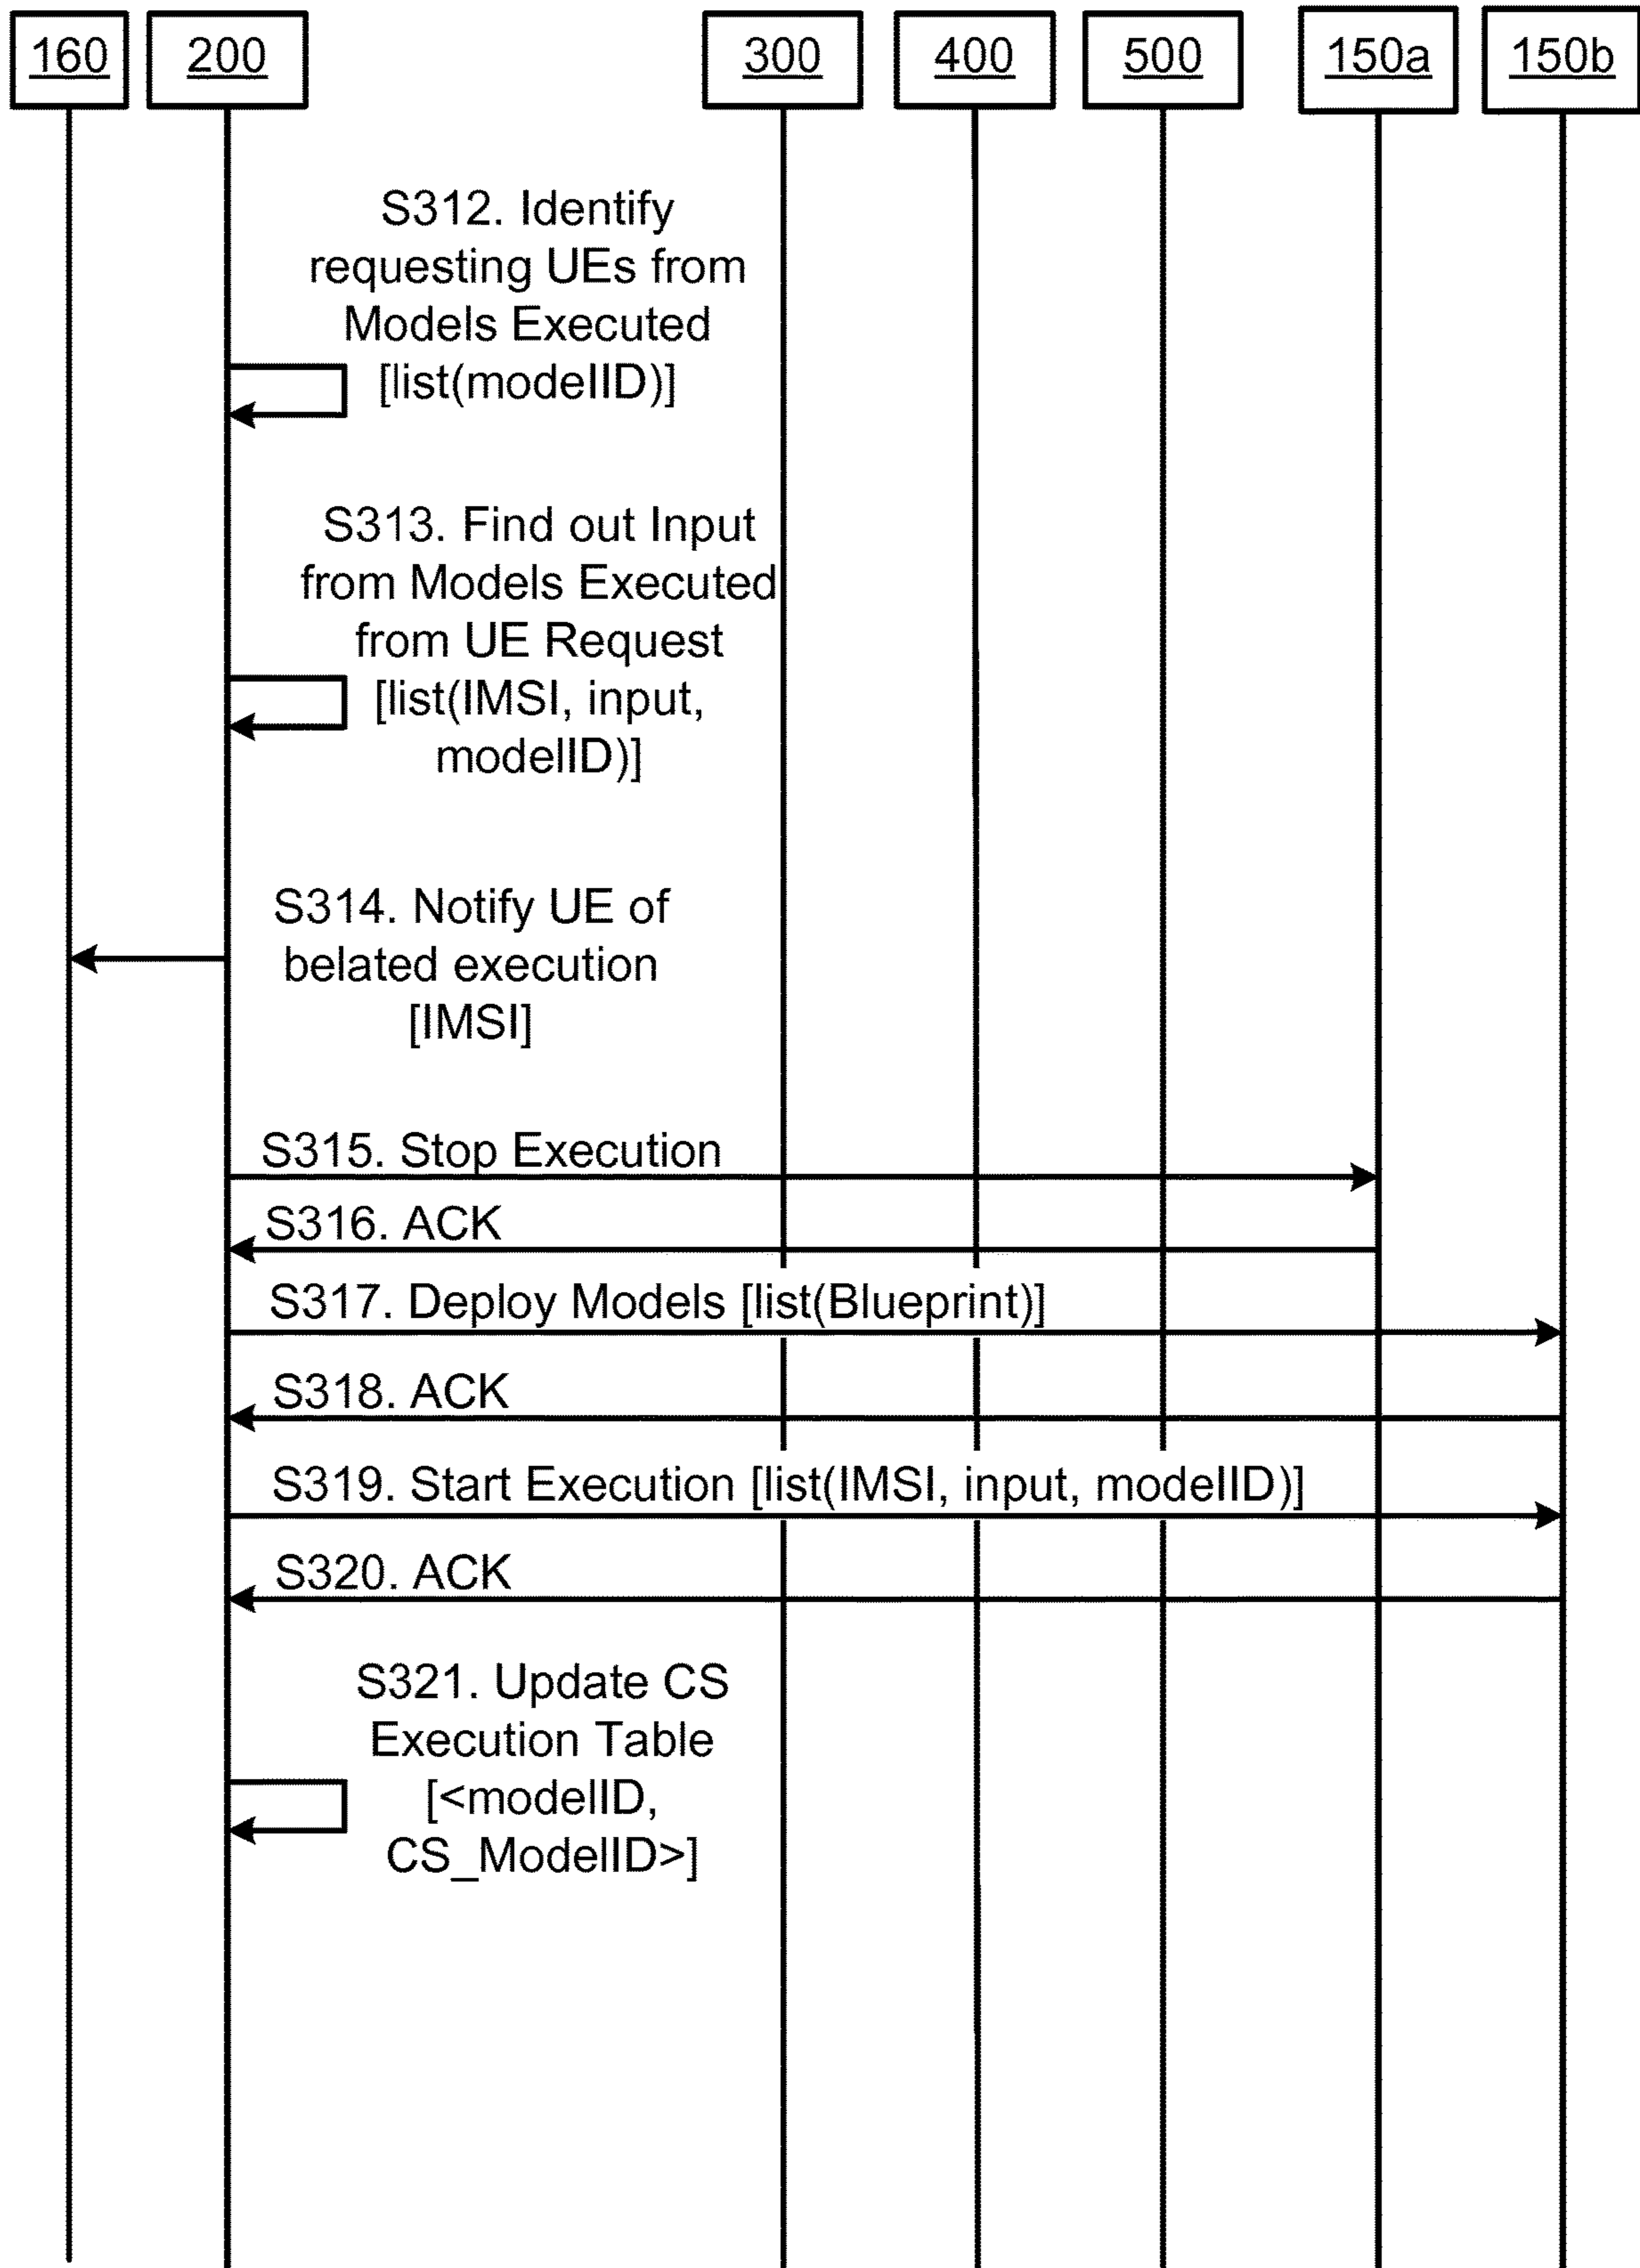 160
200
300
400
500
150a
150b
S312. Identify
requesting UEs from
Models Executed
[list(modelID)]
S313. Find out Input
from Models Executed
from UE Request
[list(IMSI, input,
modelID)]
S314. Notify UE of
belated execution
[IMSI]
S315. Stop Execution
S316. ACK
S317. Deploy Models [list(Blueprint)]
S318. ACK
S319. Start Execution [list(IMSI, input, modelID)]
S320. ACK
S321. Update CS
Execution Table
[<modelID,
CS_ModelID>]